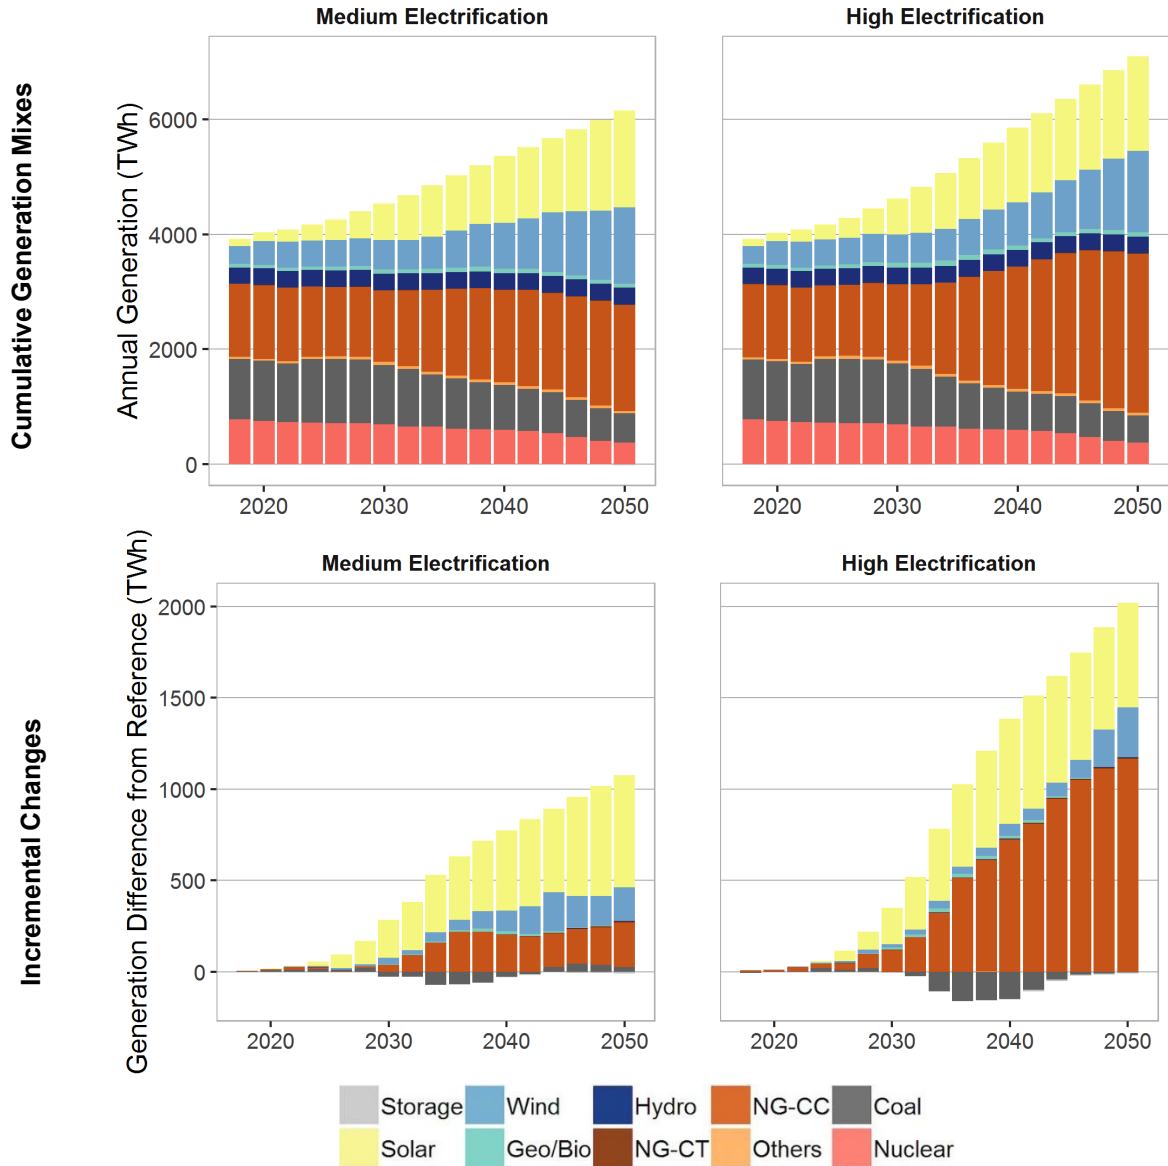 Medium Electrification
High Electrification
Cumulative Generation Mixes
Annual Generation (TWh)
6000
4000
2000
0
2020
2030
2040
2050
2020
2030
2040
2050
Medium Electrification
High Electrification
Incremental Changes
Generation Difference from Reference (TWh)
2000
1500
1000
500
0
2020
2030
2040
2050
2020
2030
2040
2050
Storage Wind Hydro NG-CC Coal
Solar Geo/Bio NG-CT Others Nuclear